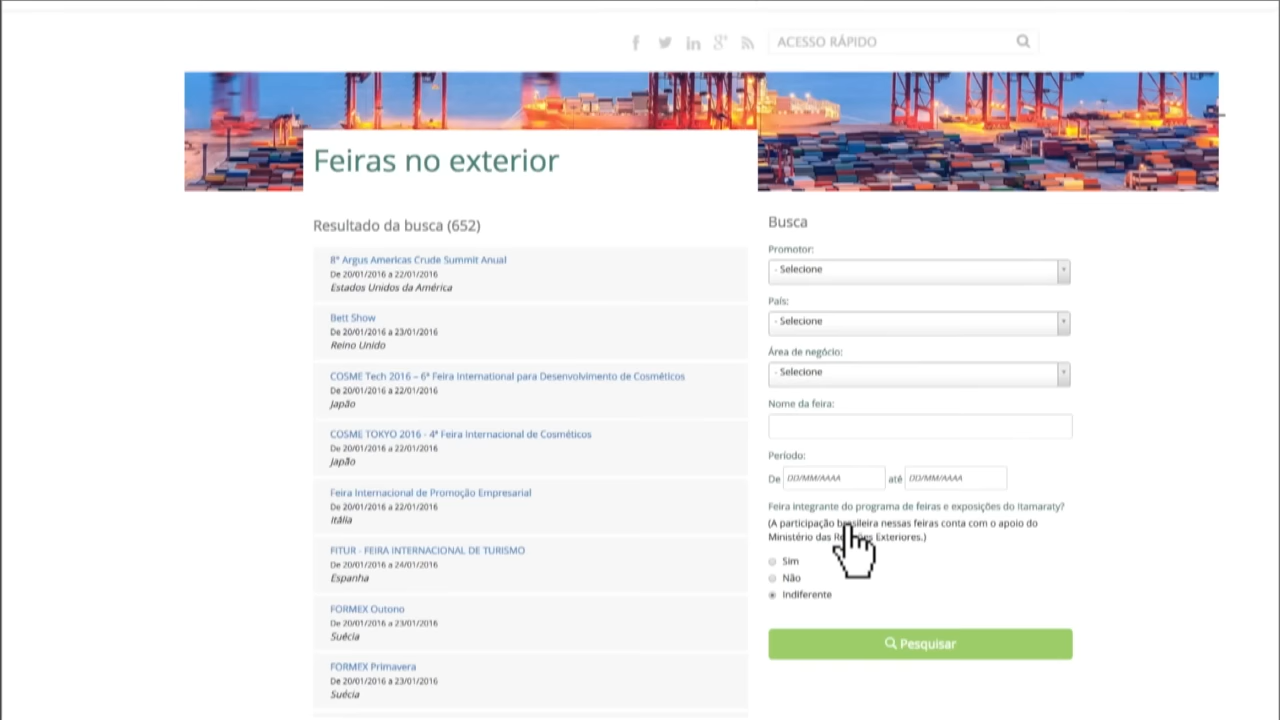 ACESSO RÁPIDO
Feiras no exterior
Resultado da busca (652)
8ª Argus Americas Crude Summit Anual
De 20/01/2016 a 22/01/2016
Estados Unidos da América
Bett Show
De 20/01/2016 a 23/01/2016
Reino Unido
COSME Tech 2016 – 6ª Feira International para Desenvolvimento de Cosméticos
De 20/01/2016 a 22/01/2016
Japão
COSME TOKYO 2016 - 4ª Feira Internacional de Cosméticos
De 20/01/2016 a 22/01/2016
Japão
Feira Internacional de Promoção Empresarial
De 20/01/2016 a 22/01/2016
Itália
FITUR - FEIRA INTERNACIONAL DE TURISMO
De 20/01/2016 a 24/01/2016
Espanha
FORMEX Outono
De 20/01/2016 a 23/01/2016
Suécia
FORMEX Primavera
De 20/01/2016 a 23/01/2016
Suécia
Busca
Promotor:
- Selecione
País:
- Selecione
Área de negócio:
- Selecione
Nome da feira:
Período:
De DD/MM/AAAA até DD/MM/AAAA
Feira integrante do programa de feiras e exposições do Itamaraty?
(A participação brasileira nessas feiras conta com o apoio do
Ministério das Exteriores.)
Sim
Não
Indiferente
Pesquisar